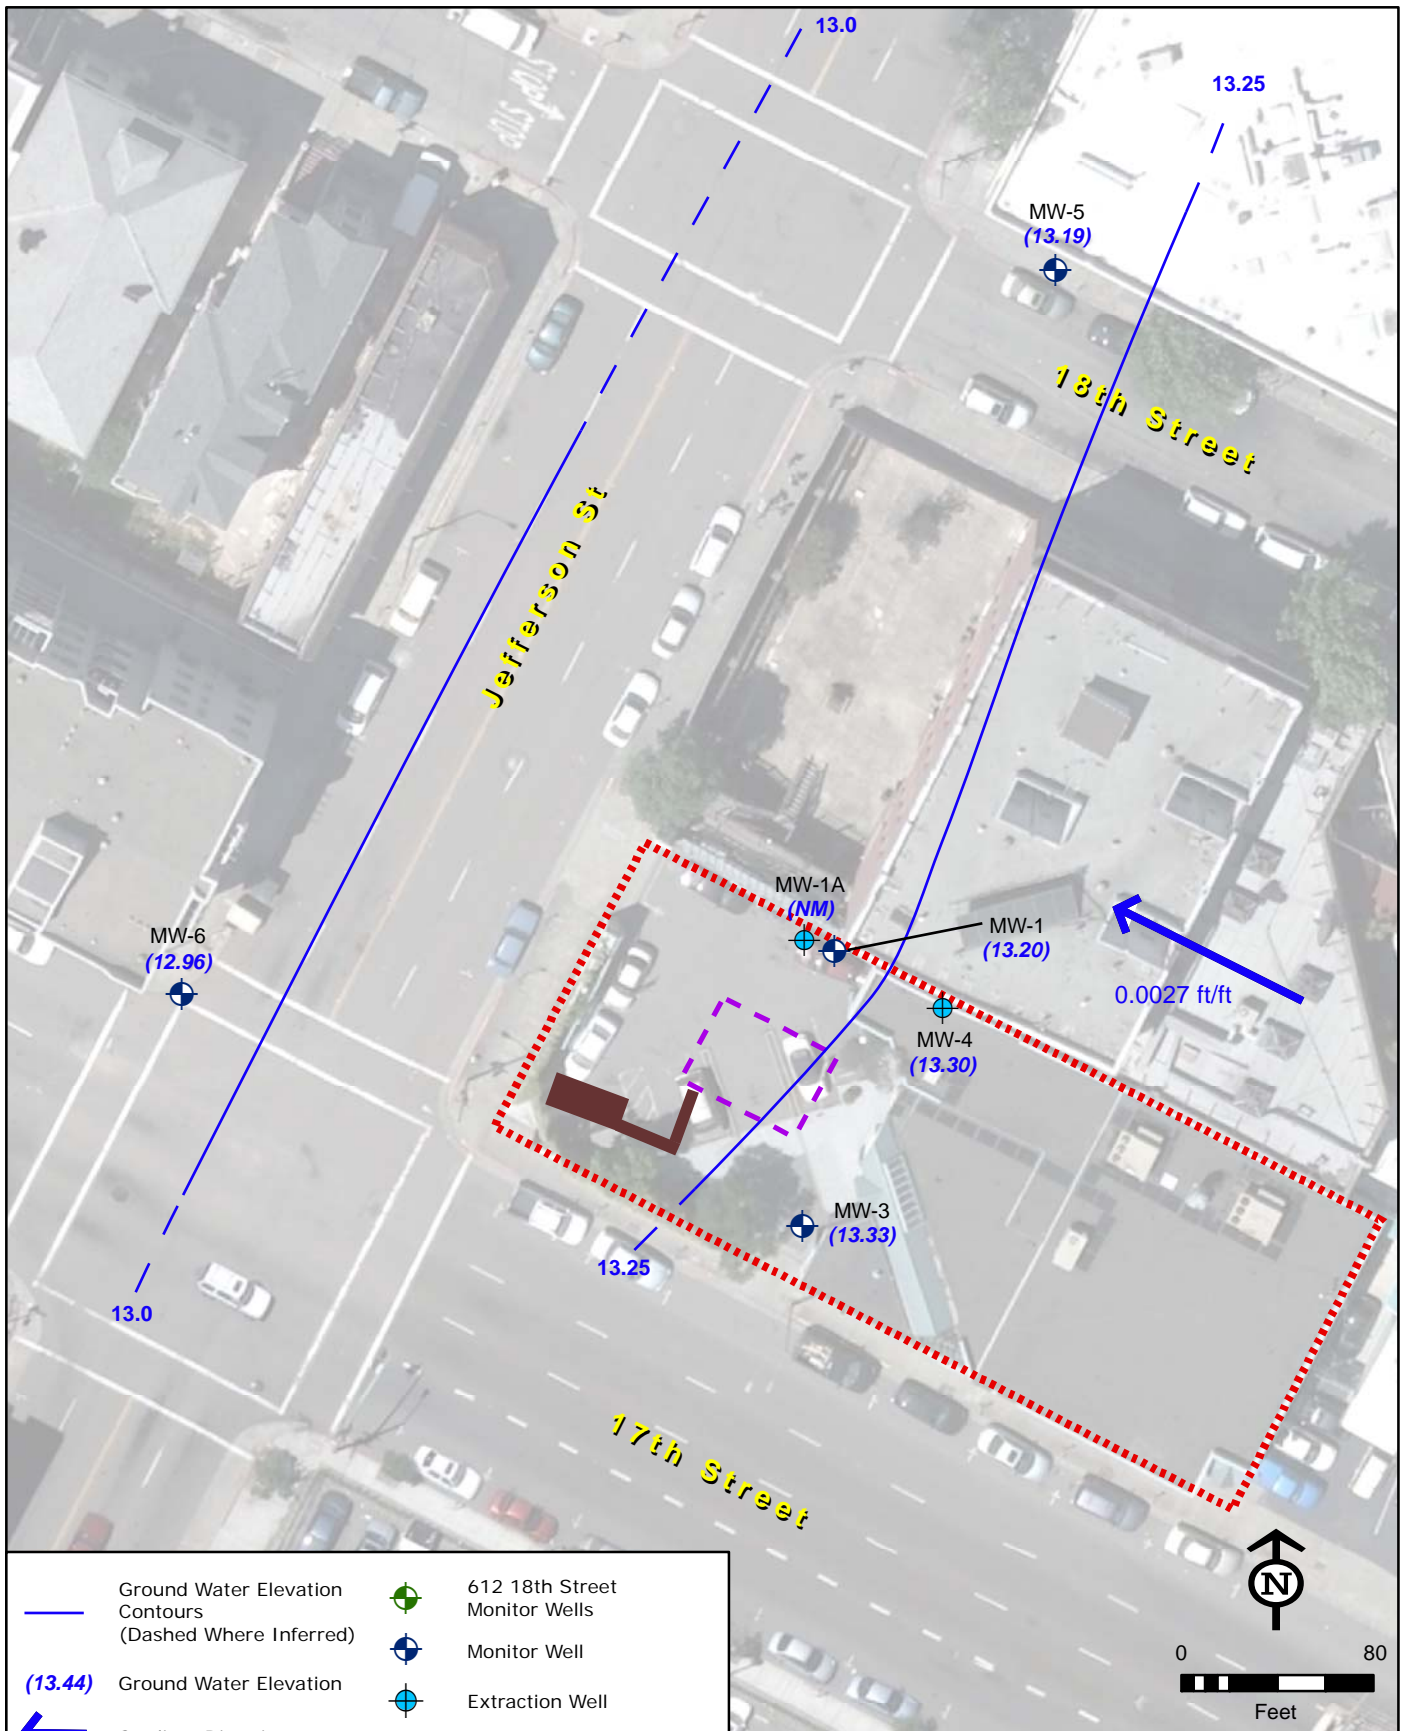 13.0
13.25
STOP
STOP
MW-5
(13.19)
18th Street
Jefferson St
MW-1A
(NM)
MW-1
(13.20)
MW-6
(12.96)
0.0027 ft/ft
MW-4
(13.30)
MW-3
(13.33)
13.25
13.0
17th Street
N
0 80
Feet
Ground Water Elevation
Contours
(Dashed Where Inferred)
(13.44) Ground Water Elevation
612 18th Street
Monitor Wells
Monitor Well
Extraction Well